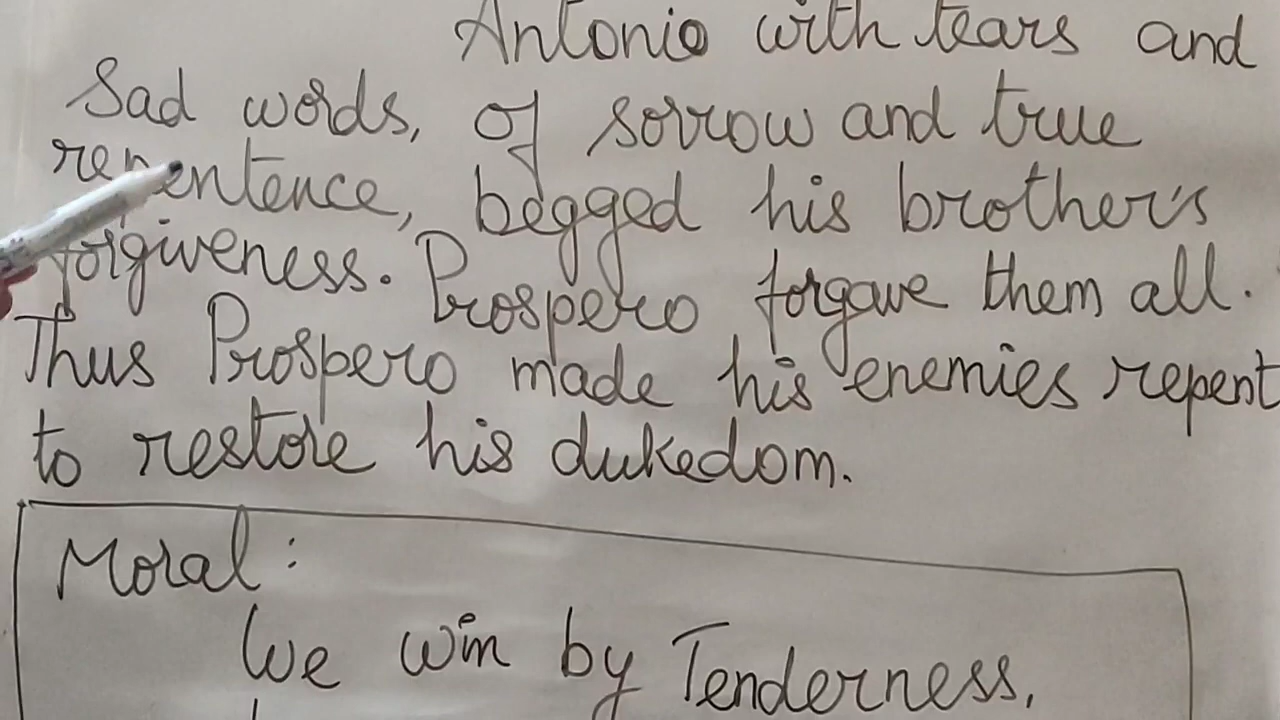 Antonio with tears and
Sad words, of sorrow and true
repentence, begged his brother's
forgiveness. Prospero forgave them all.
Thus Prospero made his enemies repent
to restore his dukedom.
Moral:
We win by Tenderness,